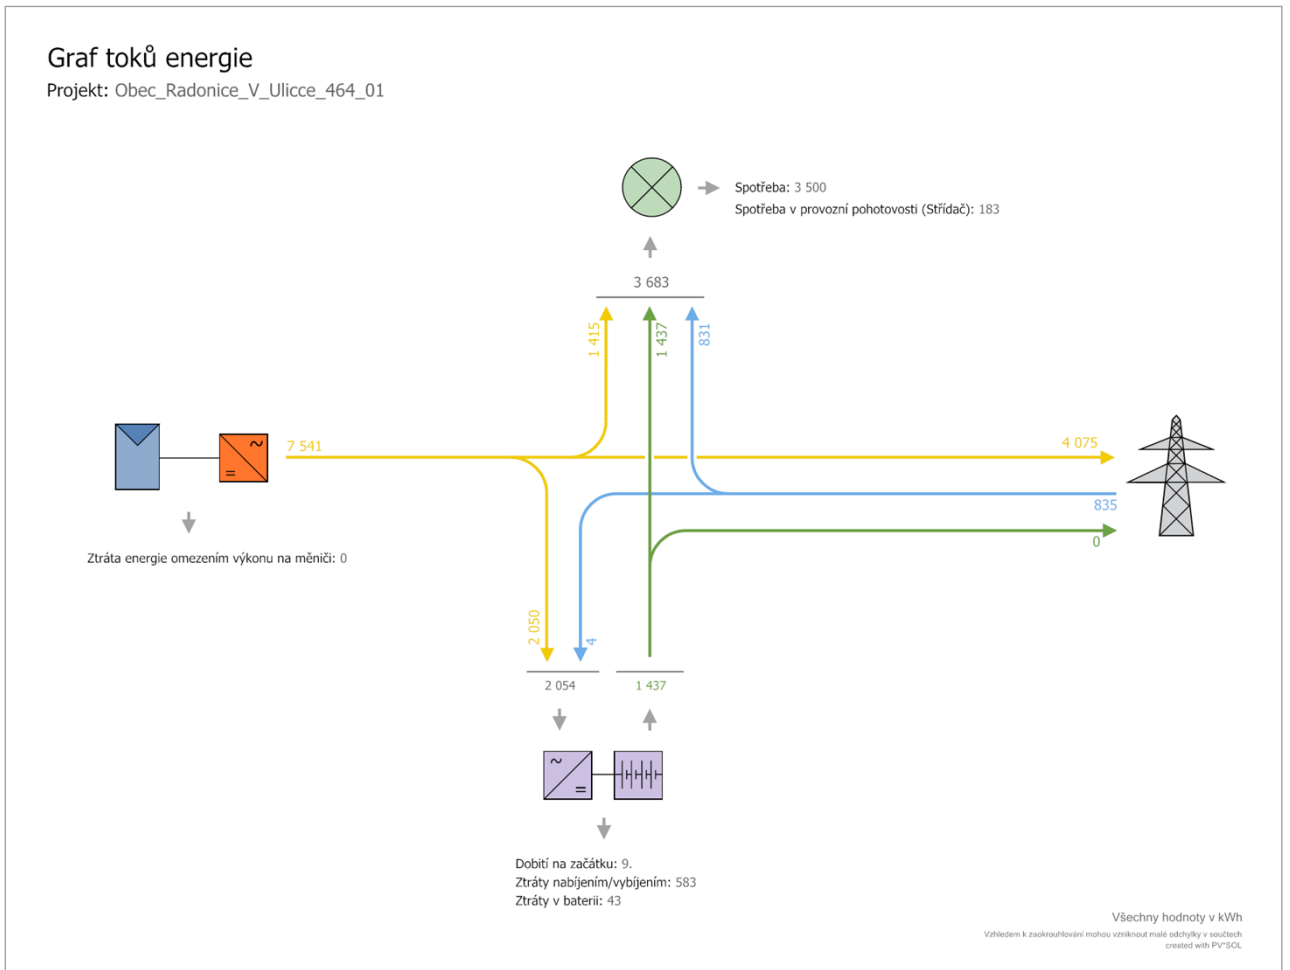 Graf toků energie
Projekt: Obec_Radonice_V_Ulicce_464_01
Spotřeba: 3 500
Spotřeba v provozní pohotovosti (Střídač): 183
3 683
1 415
1 437
831
7 541
4 075
835
0
Ztráta energie omezením výkonu na měniči: 0
2 050
4
2 054
1 437
Dobití na začátku: 9.
Ztráty nabíjením/vybíjením: 583
Ztráty v baterii: 43
Všechny hodnoty v kWh
Vzhledem k zaokrouhlování mohou vzniknout malé odchylky v součtech
created with PV*SOL